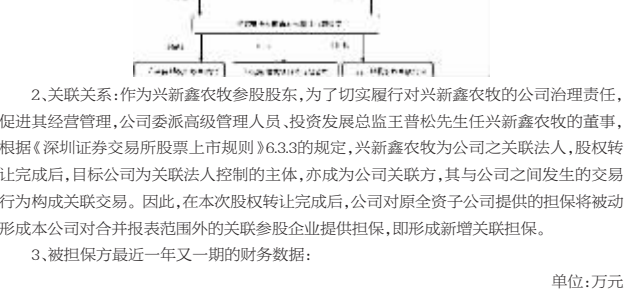 2、关联关系:作为兴新鑫农牧参股股东,为了切实履行对兴新鑫农牧的公司治理责任,
促进其经营管理,公司委派高级管理人员、投资发展总监王普松先生任兴新鑫农牧的董事,
根据《深圳证券交易所股票上市规则》6.3.3的规定,兴新鑫农牧为公司之关联法人,股权转
让完成后,目标公司为关联法人控制的主体,亦成为公司关联方,其与公司之间发生的交易
行为构成关联交易。因此,在本次股权转让完成后,公司对原全资子公司提供的担保将被动
形成本公司对合并报表范围外的关联参股企业提供担保,即形成新增关联担保。
3、被担保方最近一年又一期的财务数据:
单位:万元